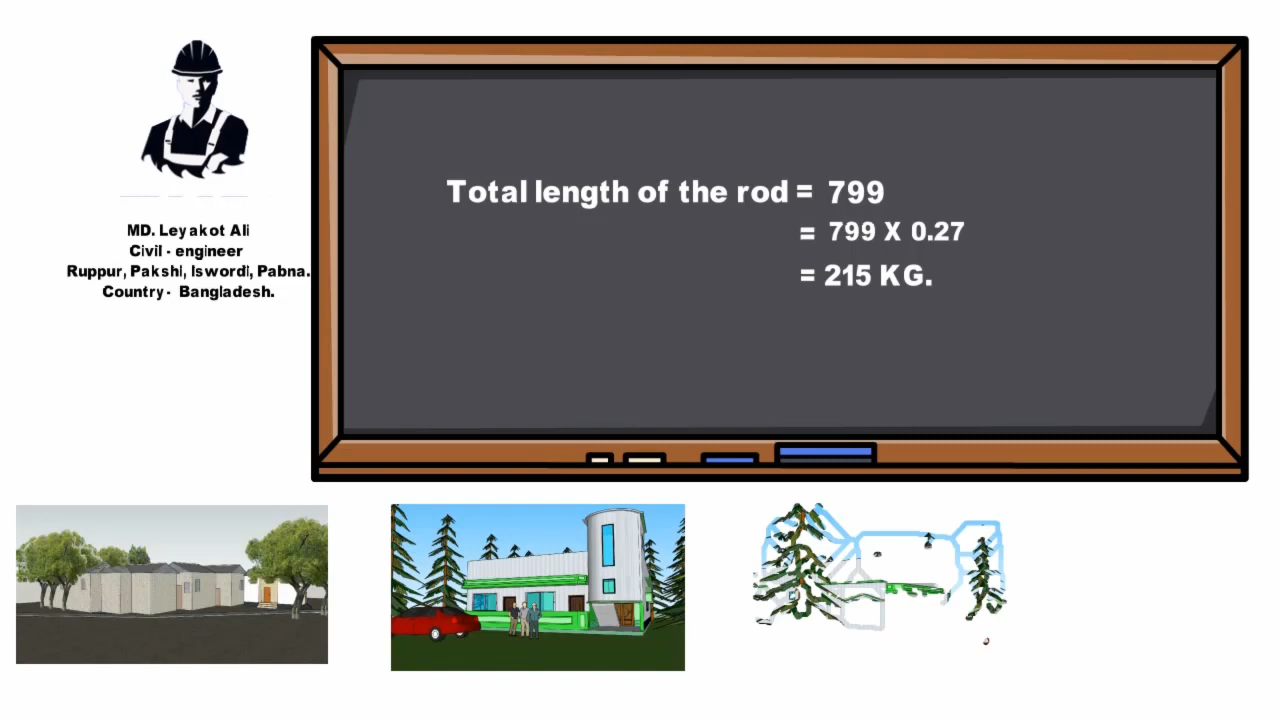 MD. Leyakot Ali
Civil - engineer
Ruppur, Pakshi, Iswordi, Pabna.
Country - Bangladesh.
Total length of the rod = 799
= 799 X 0.27
= 215 KG.